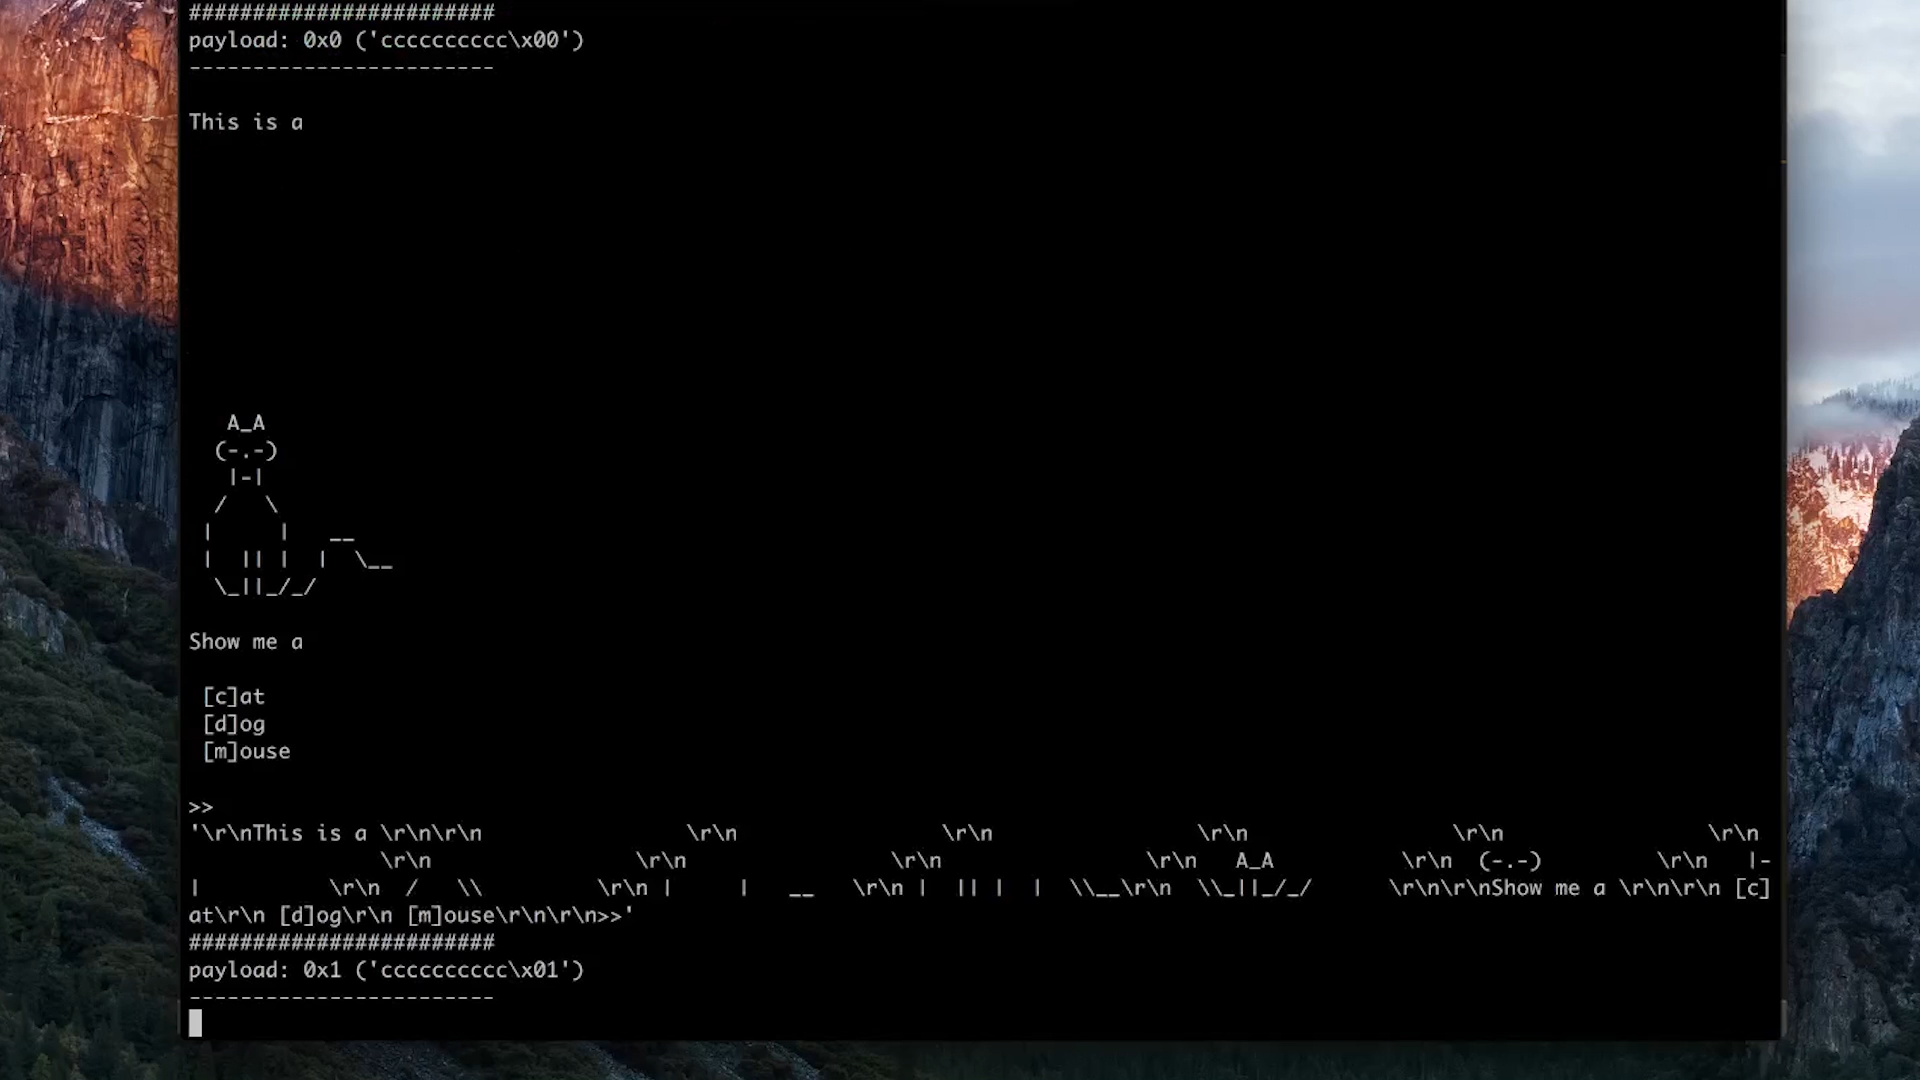 ########################
payload: 0x0 ('cccccccccc\x00')
------------------------
This is a
   A_A
  (-.-)
   |-|
  /   \
 |     |   __
 |  || |  |  \__
  \_||_/_/
Show me a
 [c]at
 [d]og
 [m]ouse
>>
'\r\nThis is a \r\n\r\n                \r\n                \r\n                \r\n                \r\n                \r\n
               \r\n                \r\n                \r\n                \r\n   A_A          \r\n  (-.-)         \r\n   |-
|          \r\n  /   \\         \r\n |     |   __   \r\n |  || |  |  \\__\r\n  \\_||_/_/      \r\n\r\nShow me a \r\n\r\n [c]
at\r\n [d]og\r\n [m]ouse\r\n\r\n>>'
########################
payload: 0x1 ('cccccccccc\x01')
------------------------